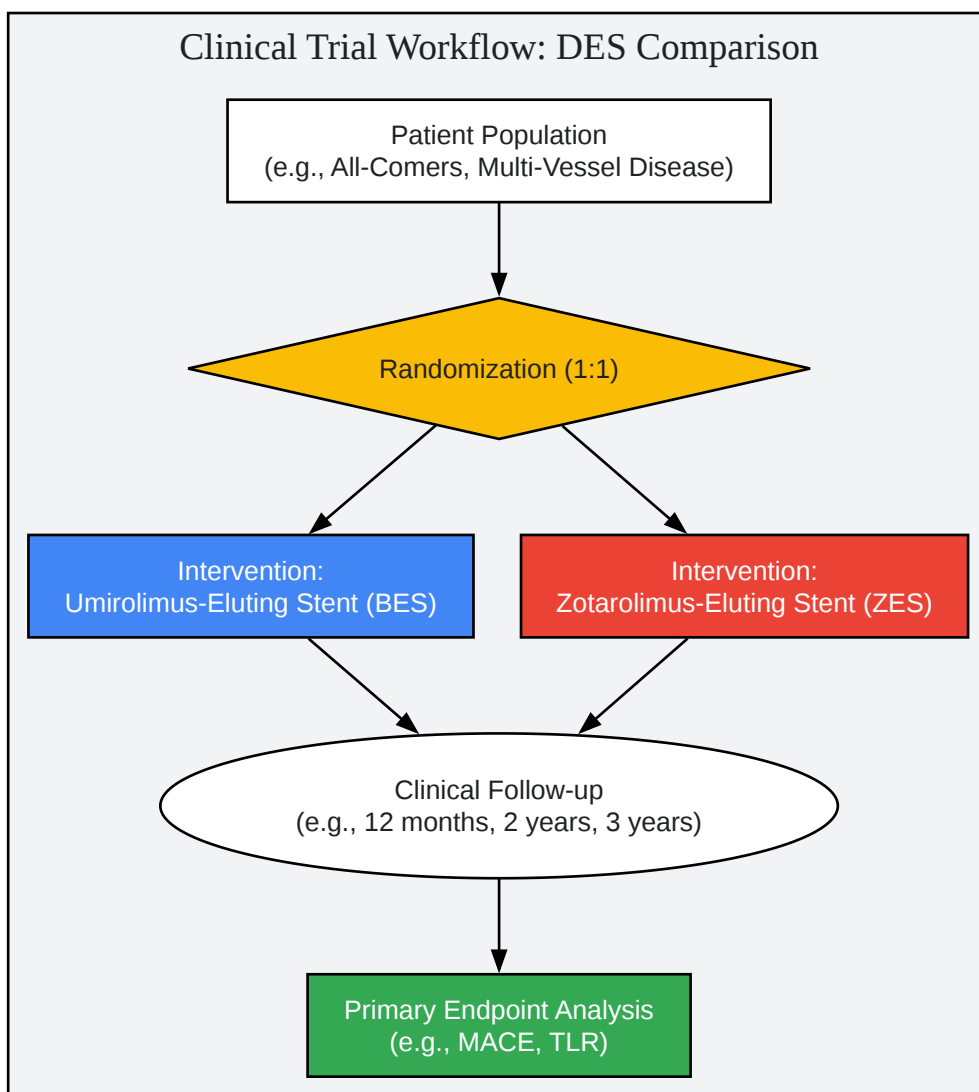 Clinical Trial Workflow: DES Comparison
Patient Population
(e.g., All-Comers, Multi-Vessel Disease)
Randomization (1:1)
Intervention:
Umirolimus-Eluting Stent (BES)
Intervention:
Zotarolimus-Eluting Stent (ZES)
Clinical Follow-up
(e.g., 12 months, 2 years, 3 years)
Primary Endpoint Analysis
(e.g., MACE, TLR)